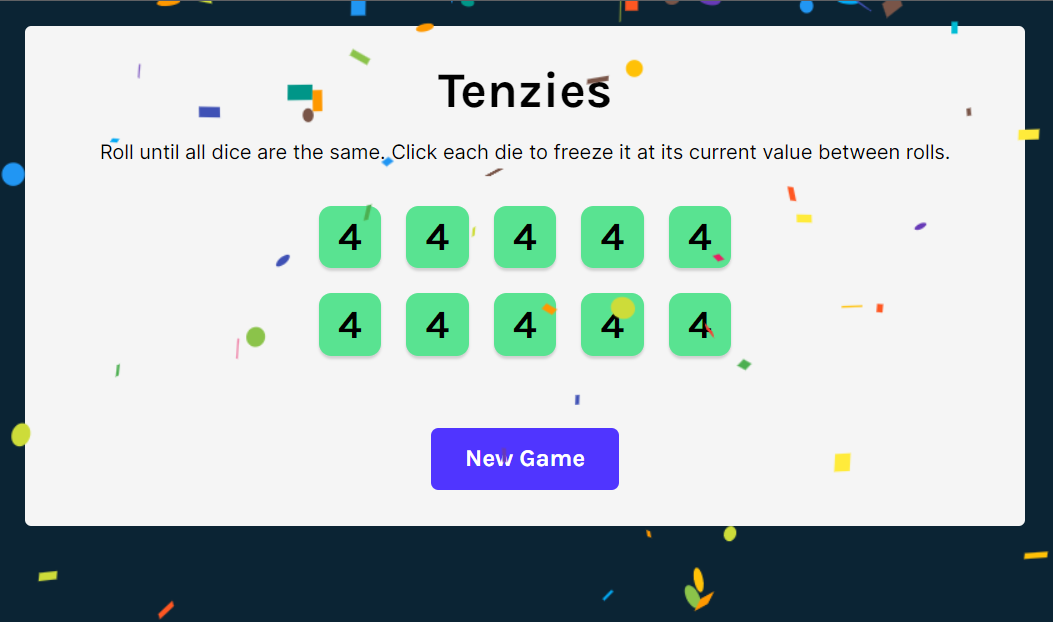 Tenzies
Roll until all dice are the same. Click each die to freeze it at its current value between rolls.
4 4 4 4 4
4 4 4 4 4
New Game